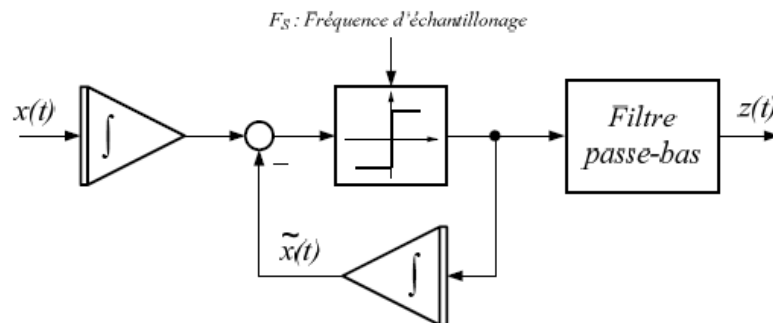 F_S : Fréquence d'échantillonage
x(t)
∫
Filtre
passe-bas
z(t)
−
x̃(t)
∫